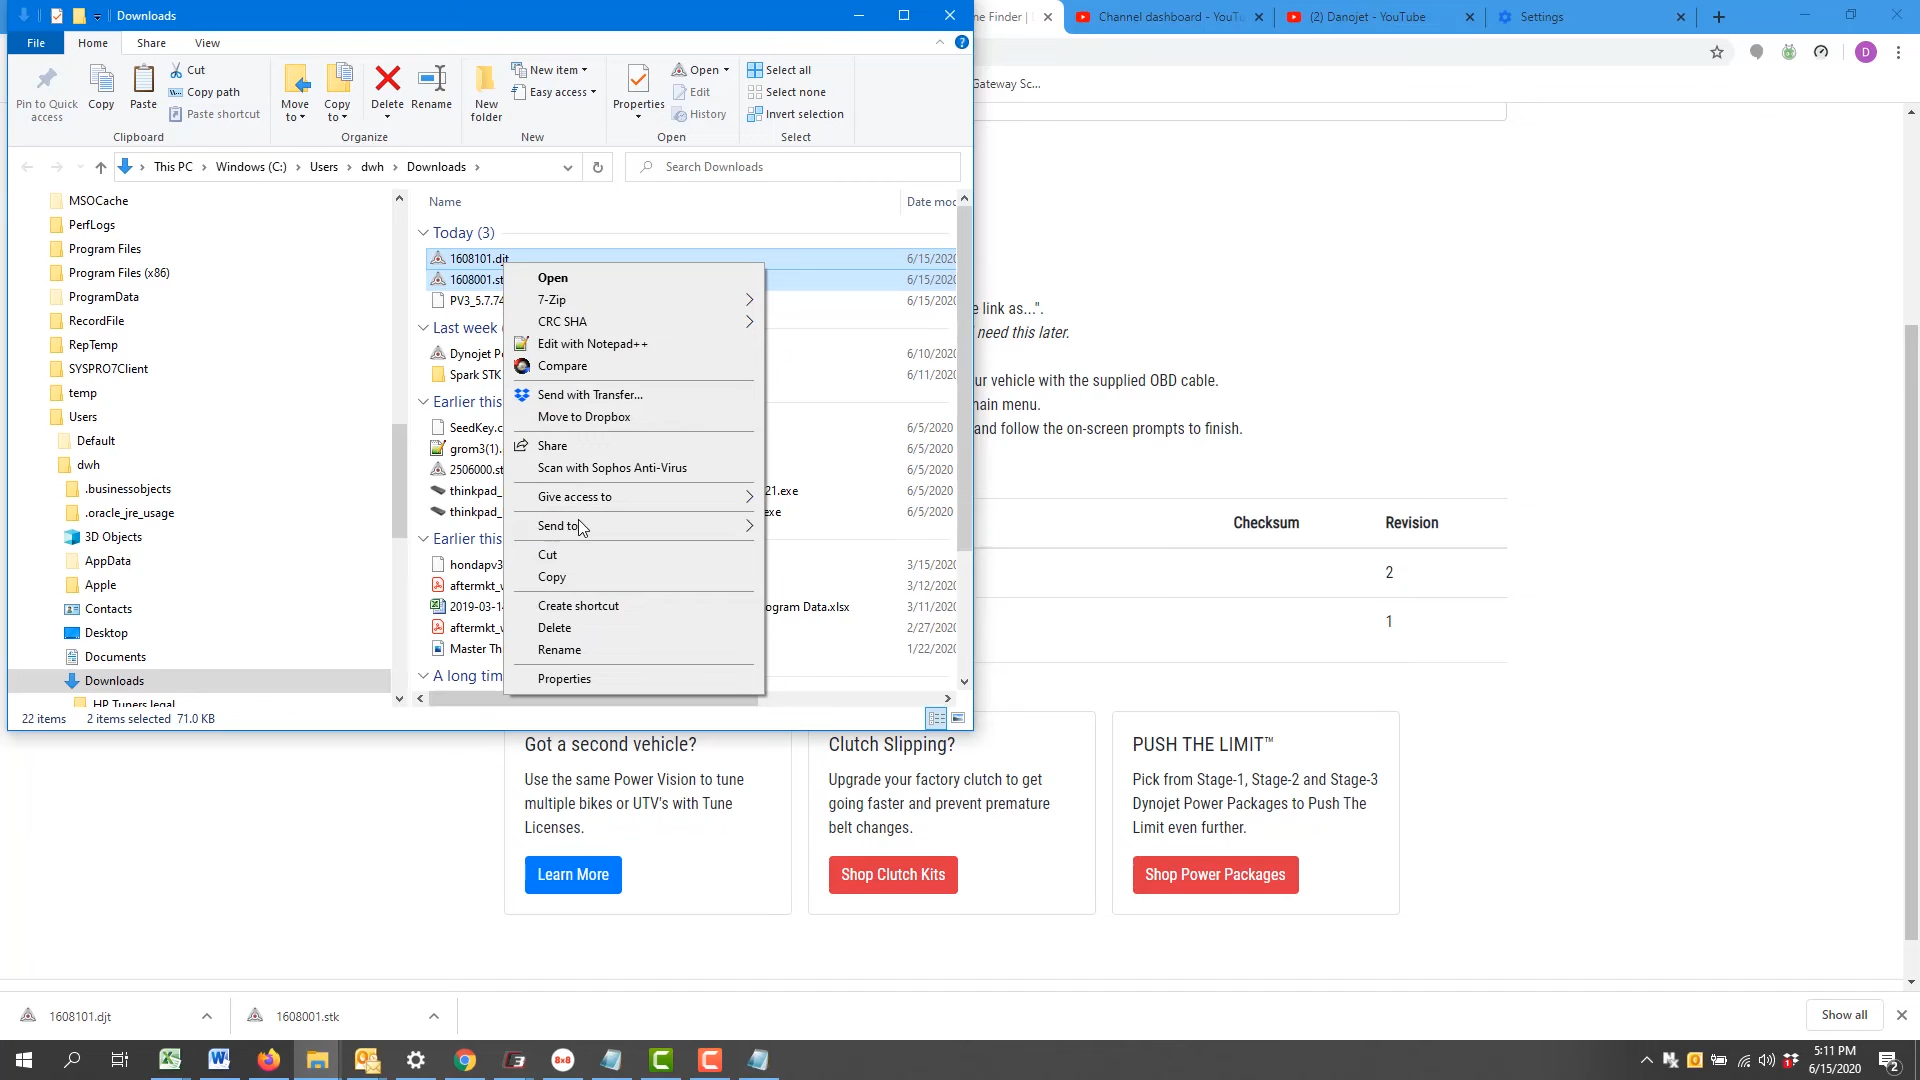 Downloads
File Home Share View
Pin to Quick access
Copy
Paste
Cut
Copy path
Paste shortcut
Clipboard
Move to
Copy to
Delete
Rename
Organize
New folder
New item
Easy access
New
Properties
Open
Edit
History
Open
Select all
Select none
Invert selection
Select
This PC Windows (C:) Users dwh Downloads
Search Downloads
MSOCache
PerfLogs
Program Files
Program Files (x86)
ProgramData
RecordFile
RepTemp
SYSPRO7Client
temp
Users
Default
dwh
.businessobjects
.oracle_jre_usage
3D Objects
AppData
Apple
Contacts
Desktop
Documents
Downloads
HP Tuners legal
Name Date mod
Today (3)
1608101.djt 6/15/2020
1608001.st 6/15/2020
PV3_5.7.74 6/15/2020
Last week
Dynojet P 6/10/2020
Spark STK 6/11/2020
Earlier this
SeedKey.c 6/5/2020
grom3(1). 6/5/2020
2506000.st 6/5/2020
thinkpad_ 21.exe 6/5/2020
thinkpad_ exe 6/5/2020
Earlier this
hondapv3 3/15/2020
aftermkt_ 3/12/2020
2019-03-14 ogram Data.xlsx 3/11/2020
aftermkt_ 2/27/2020
Master Th 1/22/2020
A long tim
Open
7-Zip
CRC SHA
Edit with Notepad++
Compare
Send with Transfer...
Move to Dropbox
Share
Scan with Sophos Anti-Virus
Give access to
Send to
Cut
Copy
Create shortcut
Delete
Rename
Properties
22 items 2 items selected 71.0 KB
me Finder |
Channel dashboard - YouTu
(2) Danojet - YouTube
Settings
D
Gateway Sc...
e link as...".
need this later.
ur vehicle with the supplied OBD cable.
nain menu.
and follow the on-screen prompts to finish.
Checksum Revision
2
1
Got a second vehicle?
Use the same Power Vision to tune
multiple bikes or UTV's with Tune
Licenses.
Learn More
Clutch Slipping?
Upgrade your factory clutch to get
going faster and prevent premature
belt changes.
Shop Clutch Kits
PUSH THE LIMIT™
Pick from Stage-1, Stage-2 and Stage-3
Dynojet Power Packages to Push The
Limit even further.
Shop Power Packages
1608101.djt
1608001.stk
Show all
8x8
5:11 PM
6/15/2020
2